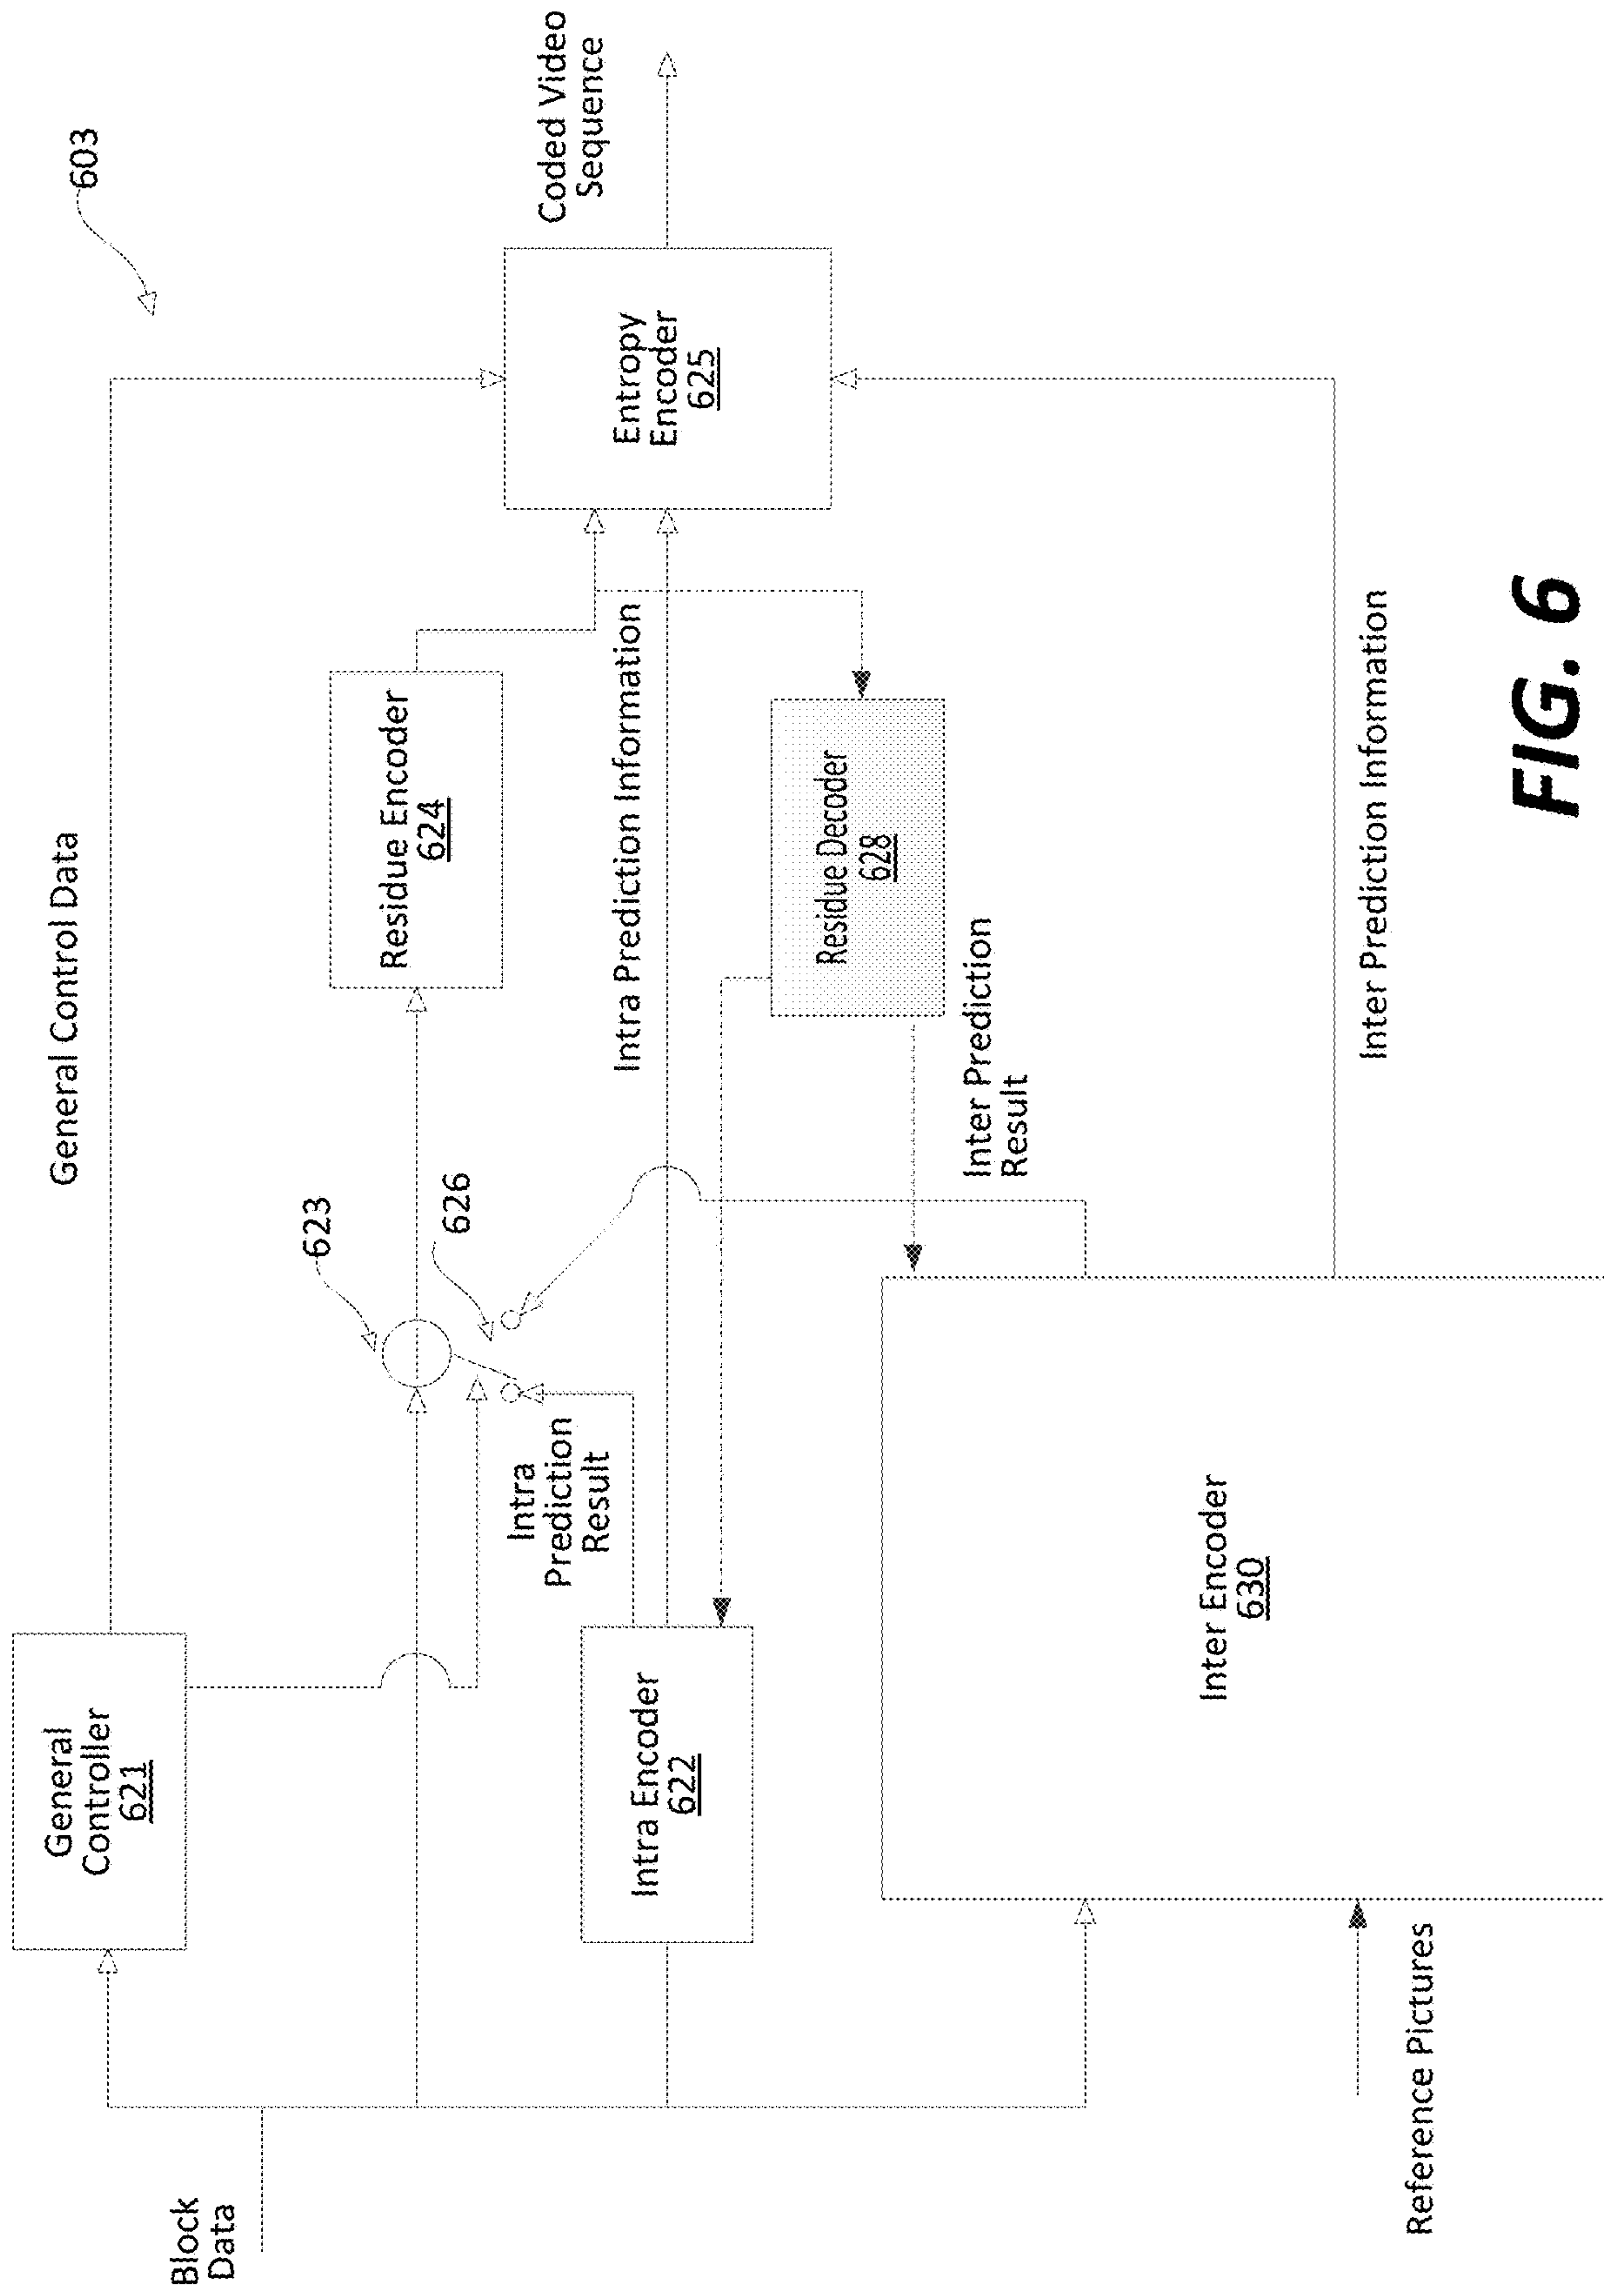 603
General Control Data
General
Controller
621
Block
Data
623
626
Residue Encoder
624
Coded Video
Sequence
Entropy
Encoder
625
Intra
Prediction
Result
Intra Prediction Information
Intra Encoder
622
Residue Decoder
628
Inter Prediction
Result
Inter Encoder
630
Inter Prediction Information
Reference Pictures
FIG. 6